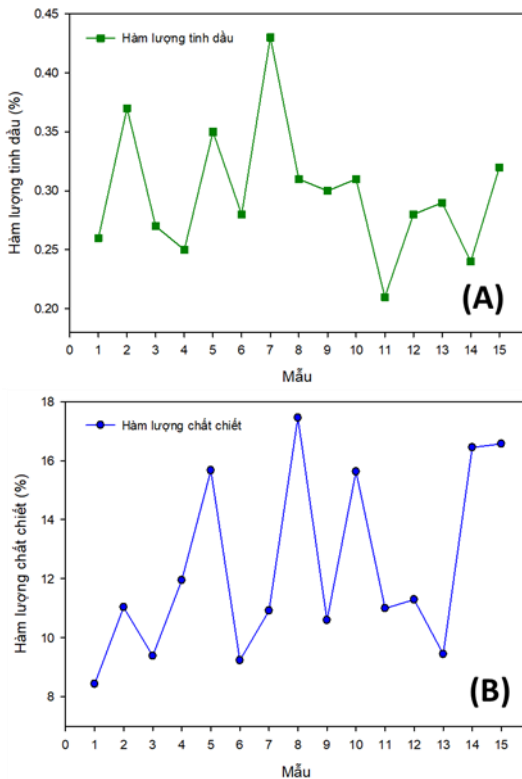 (A)
Hàm lượng tinh dầu
Hàm lượng tinh dầu (%)
0.45
0.40
0.35
0.30
0.25
0.20
0 1 2 3 4 5 6 7 8 9 10 11 12 13 14 15
Mẫu
(B)
Hàm lượng chất chiết
Hàm lượng chất chiết (%)
18
16
14
12
10
8
0 1 2 3 4 5 6 7 8 9 10 11 12 13 14 15
Mẫu